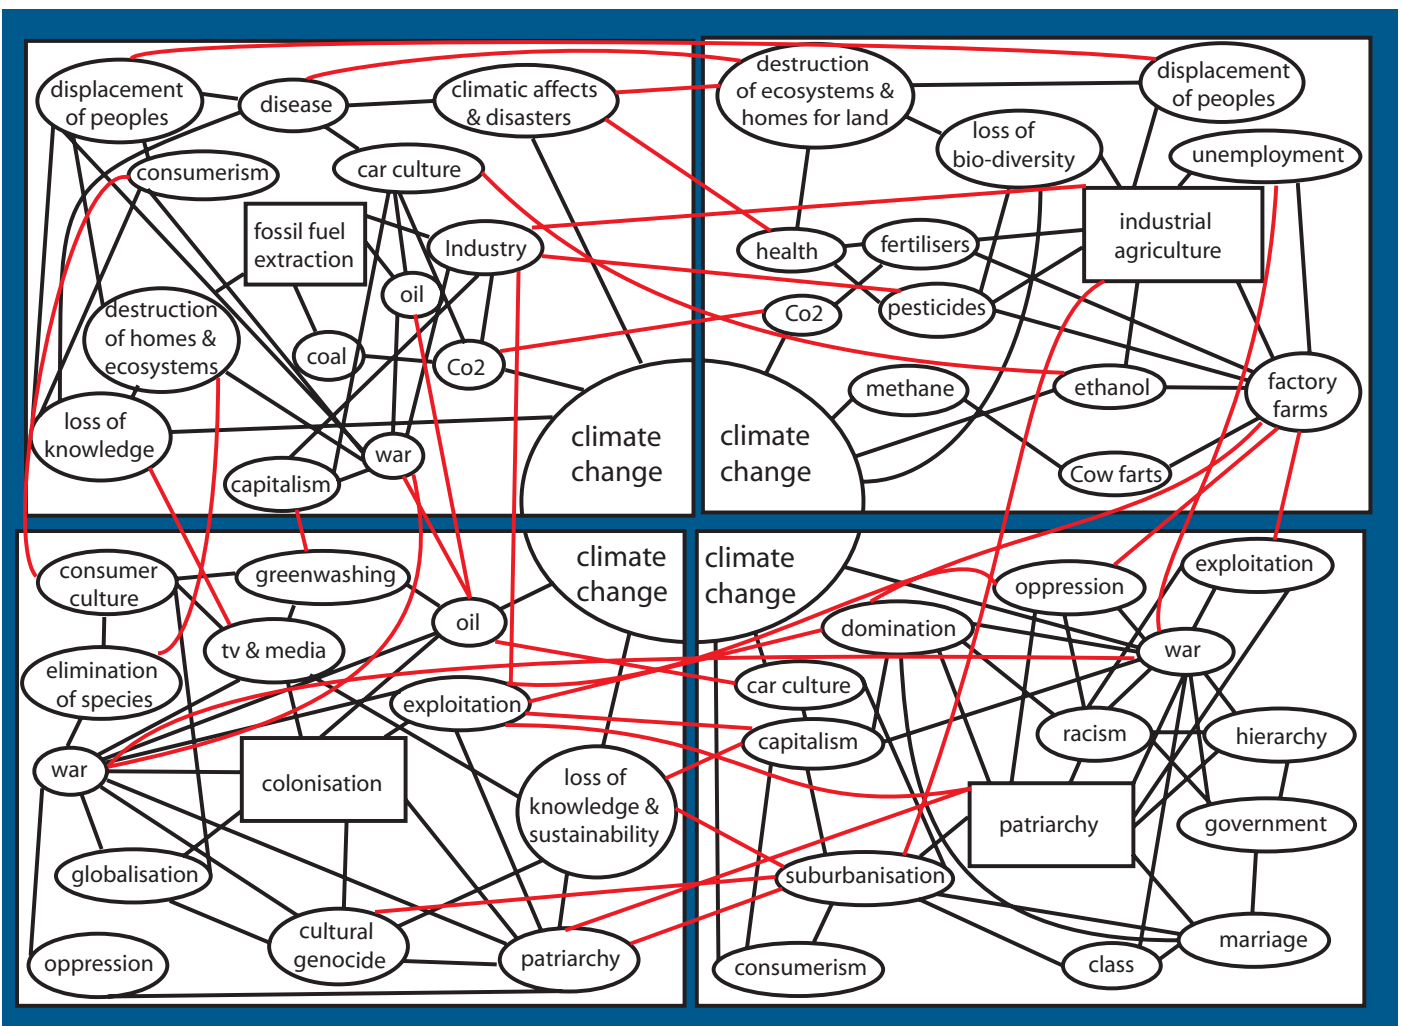 displacement
of peoples
disease
climatic affects
& disasters
consumerism
car culture
fossil fuel
extraction
Industry
oil
destruction
of homes &
ecosystems
coal
Co2
loss of
knowledge
war
capitalism
climate
change
destruction
of ecosystems &
homes for land
displacement
of peoples
loss of
bio-diversity
unemployment
industrial
agriculture
health
fertilisers
Co2
pesticides
methane
ethanol
factory
farms
climate
change
Cow farts
consumer
culture
greenwashing
climate
change
oil
tv & media
elimination
of species
exploitation
war
colonisation
loss of
knowledge &
sustainability
globalisation
cultural
genocide
oppression
patriarchy
climate
change
oppression
exploitation
domination
war
car culture
capitalism
racism
hierarchy
patriarchy
government
suburbanisation
marriage
consumerism
class